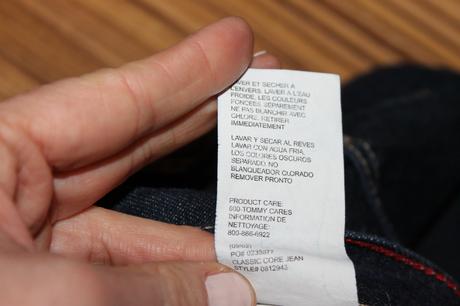 LAVER ET SECHER À
L'ENVERS. LAVER A L'EAU
FROIDE, LES COULEURS
FONCEES SEPAREMENT
NE PAS BLANCHIR AVEC
CHLORE, RETIRER
IMMEDIATEMENT
LAVAR Y SECAR AL REVES
LAVAR CON AGUA FRIA,
LOS COLORES OSCUROS
SEPARADO. NO
BLANQUEADOR CLORADO
REMOVER PRONTO
PRODUCT CARE:
800-TOMMY CARES
INFORMATION DE
NETTOYAGE:
800-866-6922
PO#
CLASSIC CORE JEAN
STYLE# 0812943